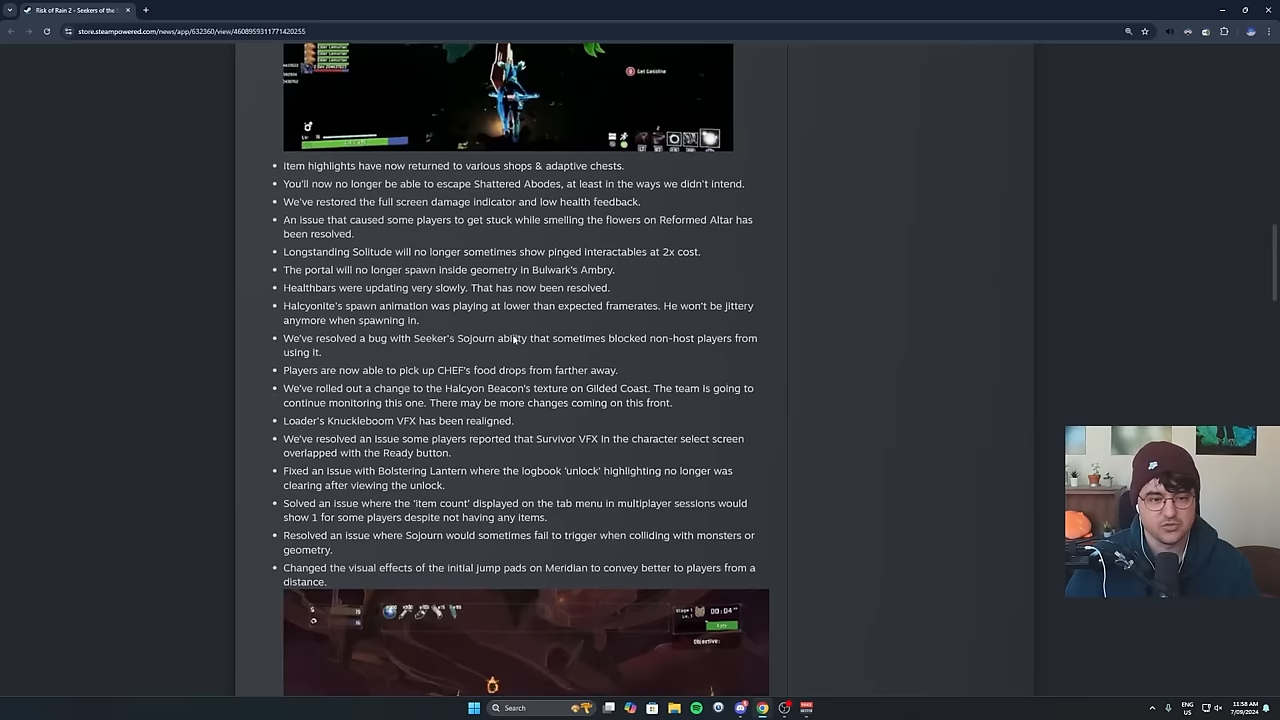 Risk of Rain 2 - Seekers of the S
store.steampowered.com/news/app/632360/view/4608959311771420255
Elder Lemurian
Elder Lemurian
Elder Lemurian
Get Gasoline
Item highlights have now returned to various shops & adaptive chests.
You'll now no longer be able to escape Shattered Abodes, at least in the ways we didn't intend.
We've restored the full screen damage indicator and low health feedback.
An issue that caused some players to get stuck while smelling the flowers on Reformed Altar has
been resolved.
Longstanding Solitude will no longer sometimes show pinged interactables at 2x cost.
The portal will no longer spawn inside geometry in Bulwark's Ambry.
Healthbars were updating very slowly. That has now been resolved.
Halcyonite's spawn animation was playing at lower than expected framerates. He won't be jittery
anymore when spawning in.
We've resolved a bug with Seeker's Sojourn ability that sometimes blocked non-host players from
using it.
Players are now able to pick up CHEF's food drops from farther away.
We've rolled out a change to the Halcyon Beacon's texture on Gilded Coast. The team is going to
continue monitoring this one. There may be more changes coming on this front.
Loader's Knuckleboom VFX has been realigned.
We've resolved an issue some players reported that Survivor VFX in the character select screen
overlapped with the Ready button.
Fixed an issue with Bolstering Lantern where the logbook 'unlock' highlighting no longer was
clearing after viewing the unlock.
Solved an issue where the 'item count' displayed on the tab menu in multiplayer sessions would
show 1 for some players despite not having any items.
Resolved an issue where Sojourn would sometimes fail to trigger when colliding with monsters or
geometry.
Changed the visual effects of the initial jump pads on Meridian to convey better to players from a
distance.
Stage 1
Lv. 1
00:04
Objective:
Search
ENG
US
11:58 AM
7/09/2024